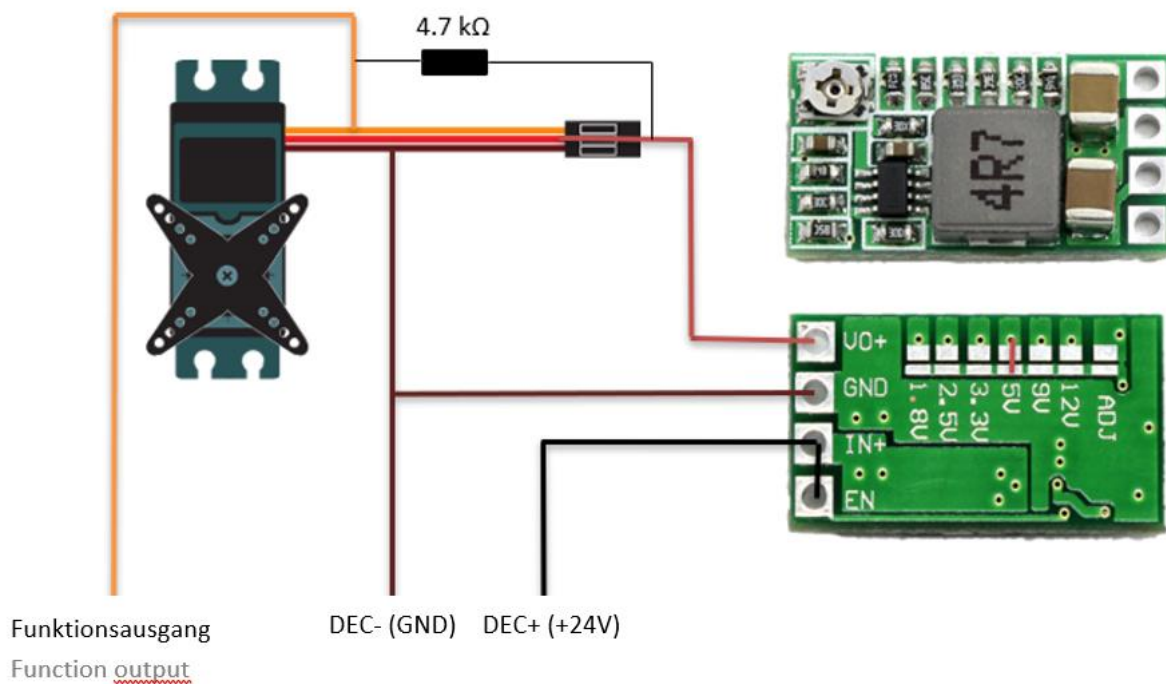 4.7 kΩ
4R7
VO+
GND
IN+
EN
1.8V
2.5V
3.3V
5V
9V
12V
ADJ
Funktionsausgang
DEC- (GND)
DEC+ (+24V)
Function output